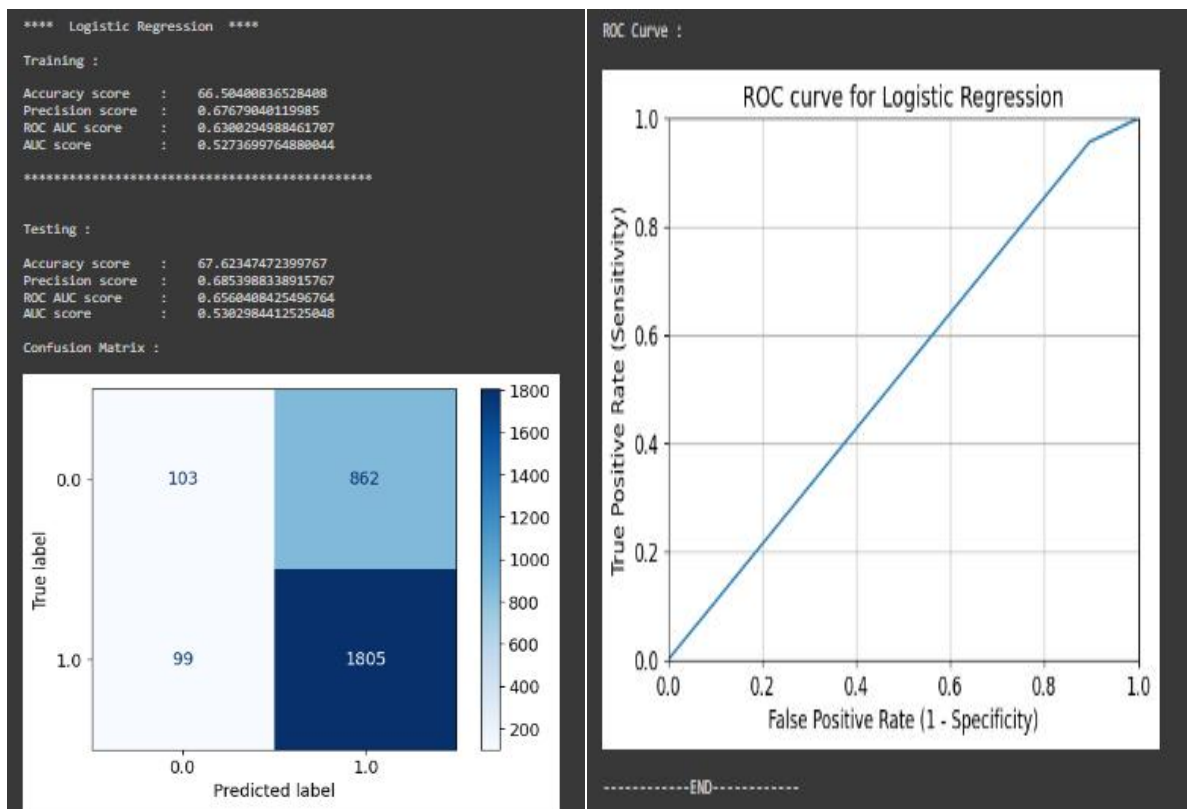 **** Logistic Regression ****
Training :
Accuracy score : 66.50400836528408
Precision score : 0.67679040119985
ROC AUC score : 0.6300294988461707
AUC score : 0.5273699764880044
**********************************************
Testing :
Accuracy score : 67.62347472399767
Precision score : 0.6853988338915767
ROC AUC score : 0.6560408425496764
AUC score : 0.5302984412525048
Confusion Matrix :
1800
1600
1400
1200
1000
800
600
400
200
True label
0.0
103
862
1.0
99
1805
0.0
1.0
Predicted label
ROC Curve :
ROC curve for Logistic Regression
True Positive Rate (Sensitivity)
1.0
0.8
0.6
0.4
0.2
0.0
0.0
0.2
0.4
0.6
0.8
1.0
False Positive Rate (1 - Specificity)
------------END------------